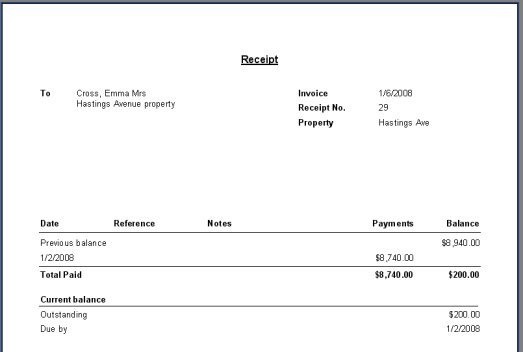 Receipt
To Cross, Emma Mrs Invoice 1/6/2008
Hastings Avenue property Receipt No. 29
Property Hastings Ave
Date Reference Notes Payments Balance
Previous balance $8,940.00
1/2/2008 $8,740.00
Total Paid $8,740.00 $200.00
Current balance
Outstanding $200.00
Due by 1/2/2008